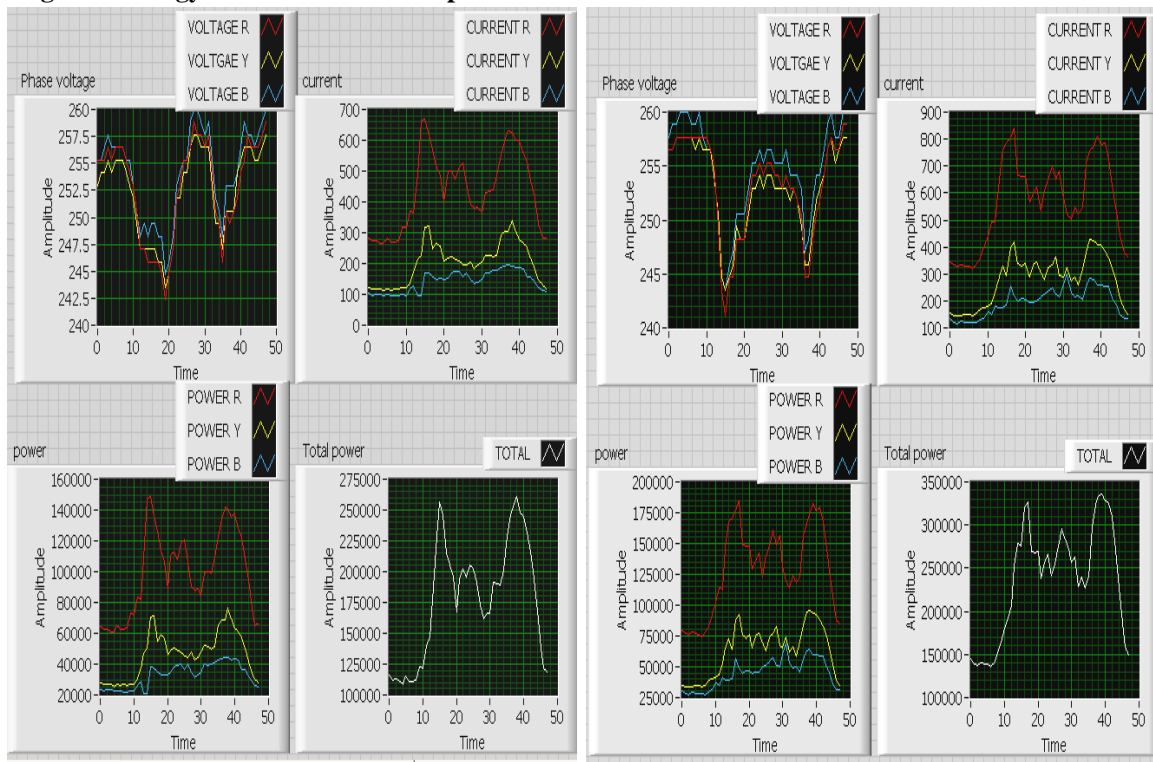 VOLTAGE R
VOLTGAE Y
VOLTAGE B
Phase voltage
260
257.5
255
252.5
250
247.5
245
242.5
240
Amplitude
0 10 20 30 40 50
Time
CURRENT R
CURRENT Y
CURRENT B
current
700
600
500
400
300
200
100
0
Amplitude
0 10 20 30 40 50
Time
VOLTAGE R
VOLTGAE Y
VOLTAGE B
Phase voltage
260
255
250
245
240
Amplitude
0 10 20 30 40 50
Time
CURRENT R
CURRENT Y
CURRENT B
current
900
800
700
600
500
400
300
200
100
Amplitude
0 10 20 30 40 50
Time
POWER R
POWER Y
POWER B
power
160000
140000
120000
100000
80000
60000
40000
20000
Amplitude
0 10 20 30 40 50
Time
Total power
TOTAL
275000
250000
225000
200000
175000
150000
125000
100000
Amplitude
0 10 20 30 40 50
Time
POWER R
POWER Y
POWER B
power
200000
175000
150000
125000
100000
75000
50000
25000
Amplitude
0 10 20 30 40 50
Time
Total power
TOTAL
350000
300000
250000
200000
150000
100000
Amplitude
0 10 20 30 40 50
Time